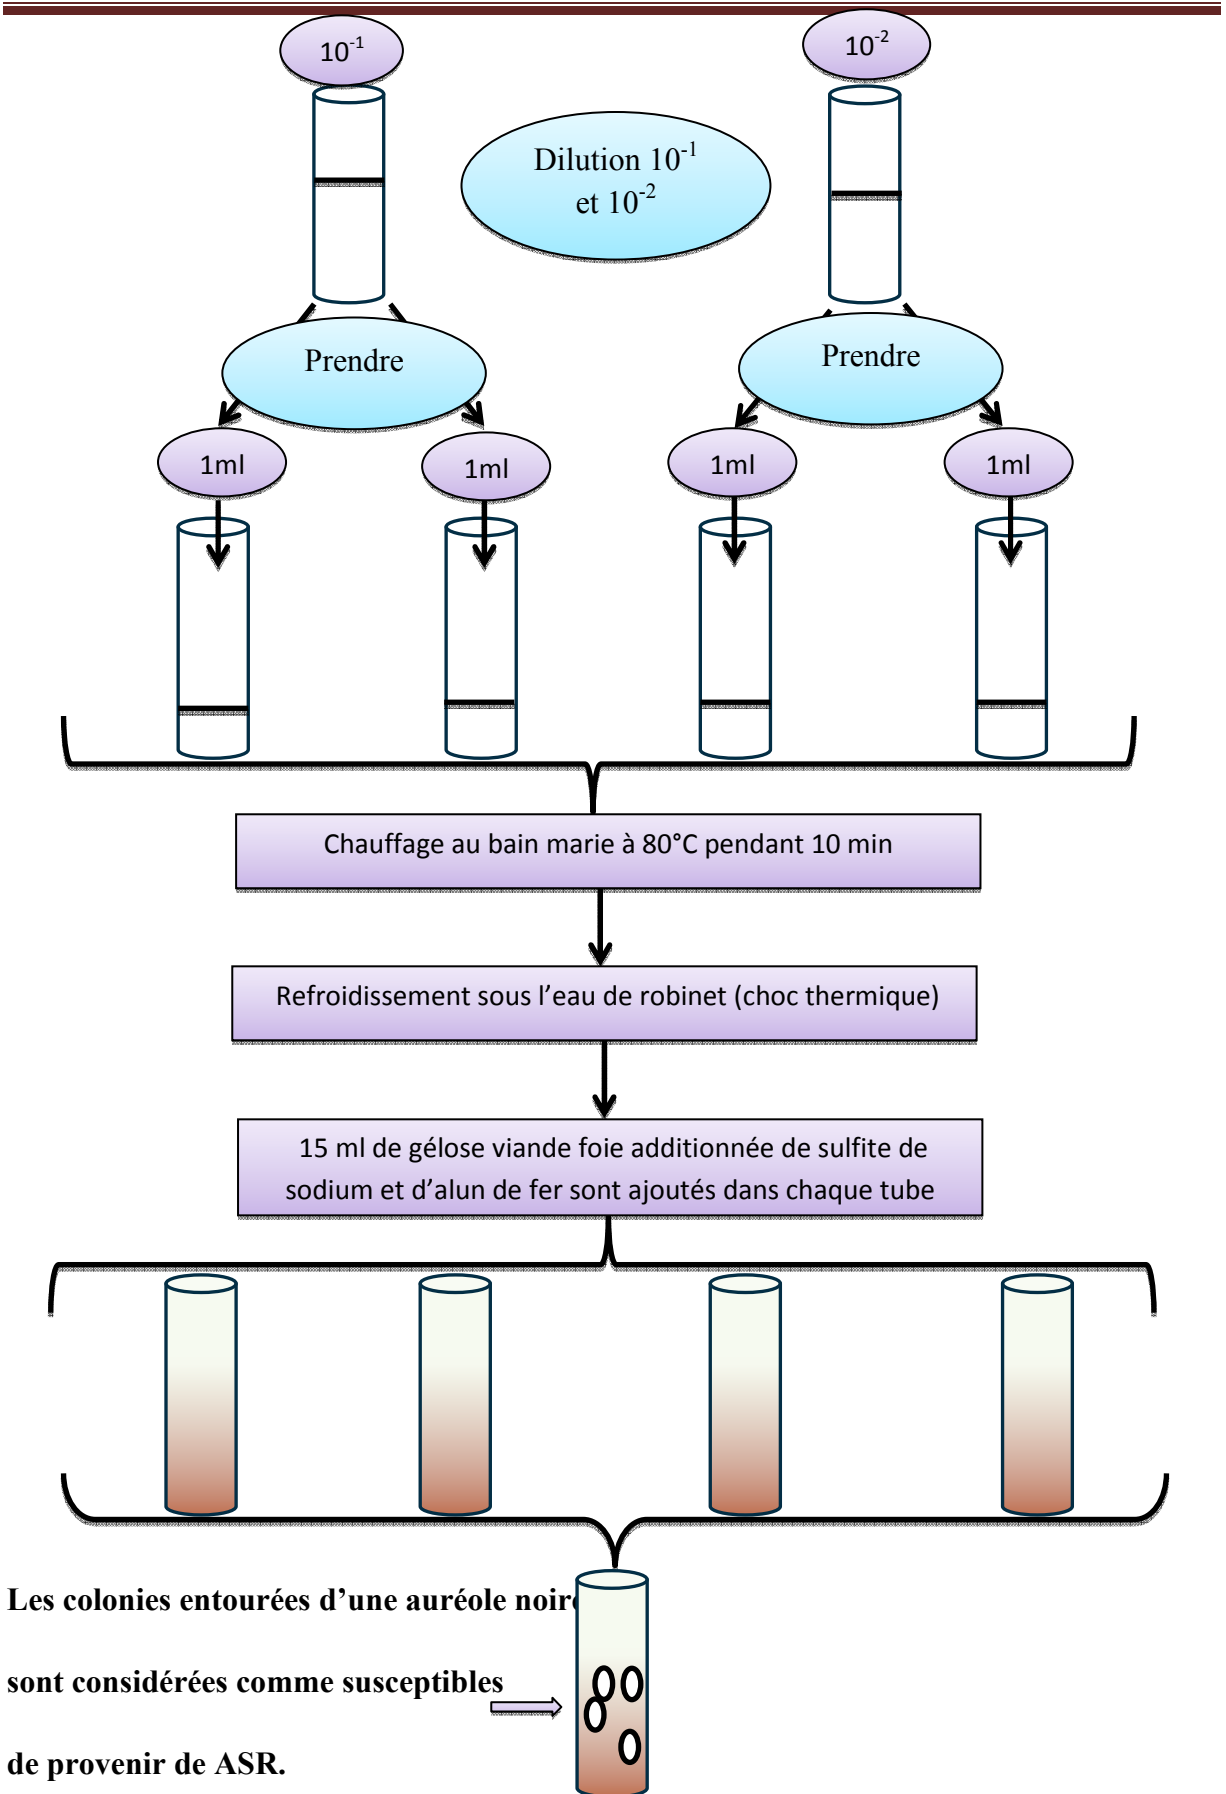 10⁻¹
10⁻²
Dilution 10⁻¹
et 10⁻²
Prendre
Prendre
1ml
1ml
1ml
1ml
Chauffage au bain marie à 80°C pendant 10 min
Refroidissement sous l’eau de robinet (choc thermique)
15 ml de gélose viande foie additionnée de sulfite de
sodium et d’alun de fer sont ajoutés dans chaque tube
Les colonies entourées d’une auréole noire
sont considérées comme susceptibles
de provenir de ASR.